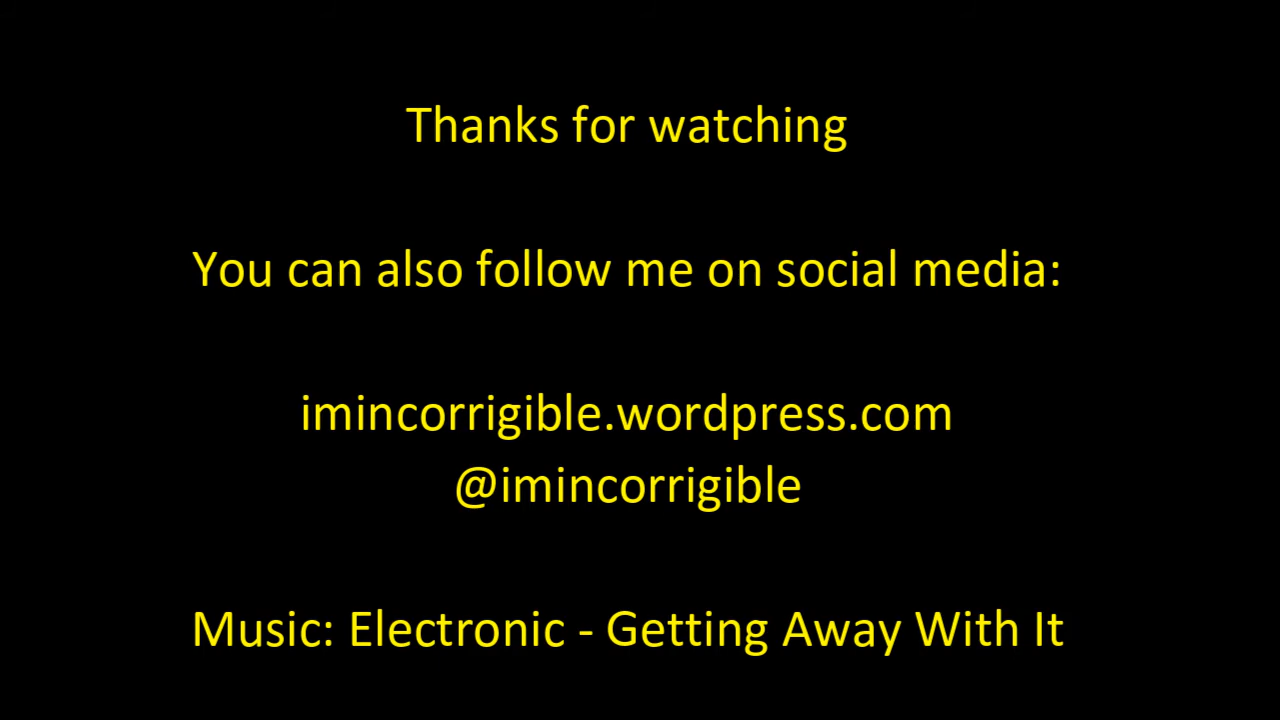 Thanks for watching
You can also follow me on social media:
imincorrigible.wordpress.com
@imincorrigible
Music: Electronic - Getting Away With It